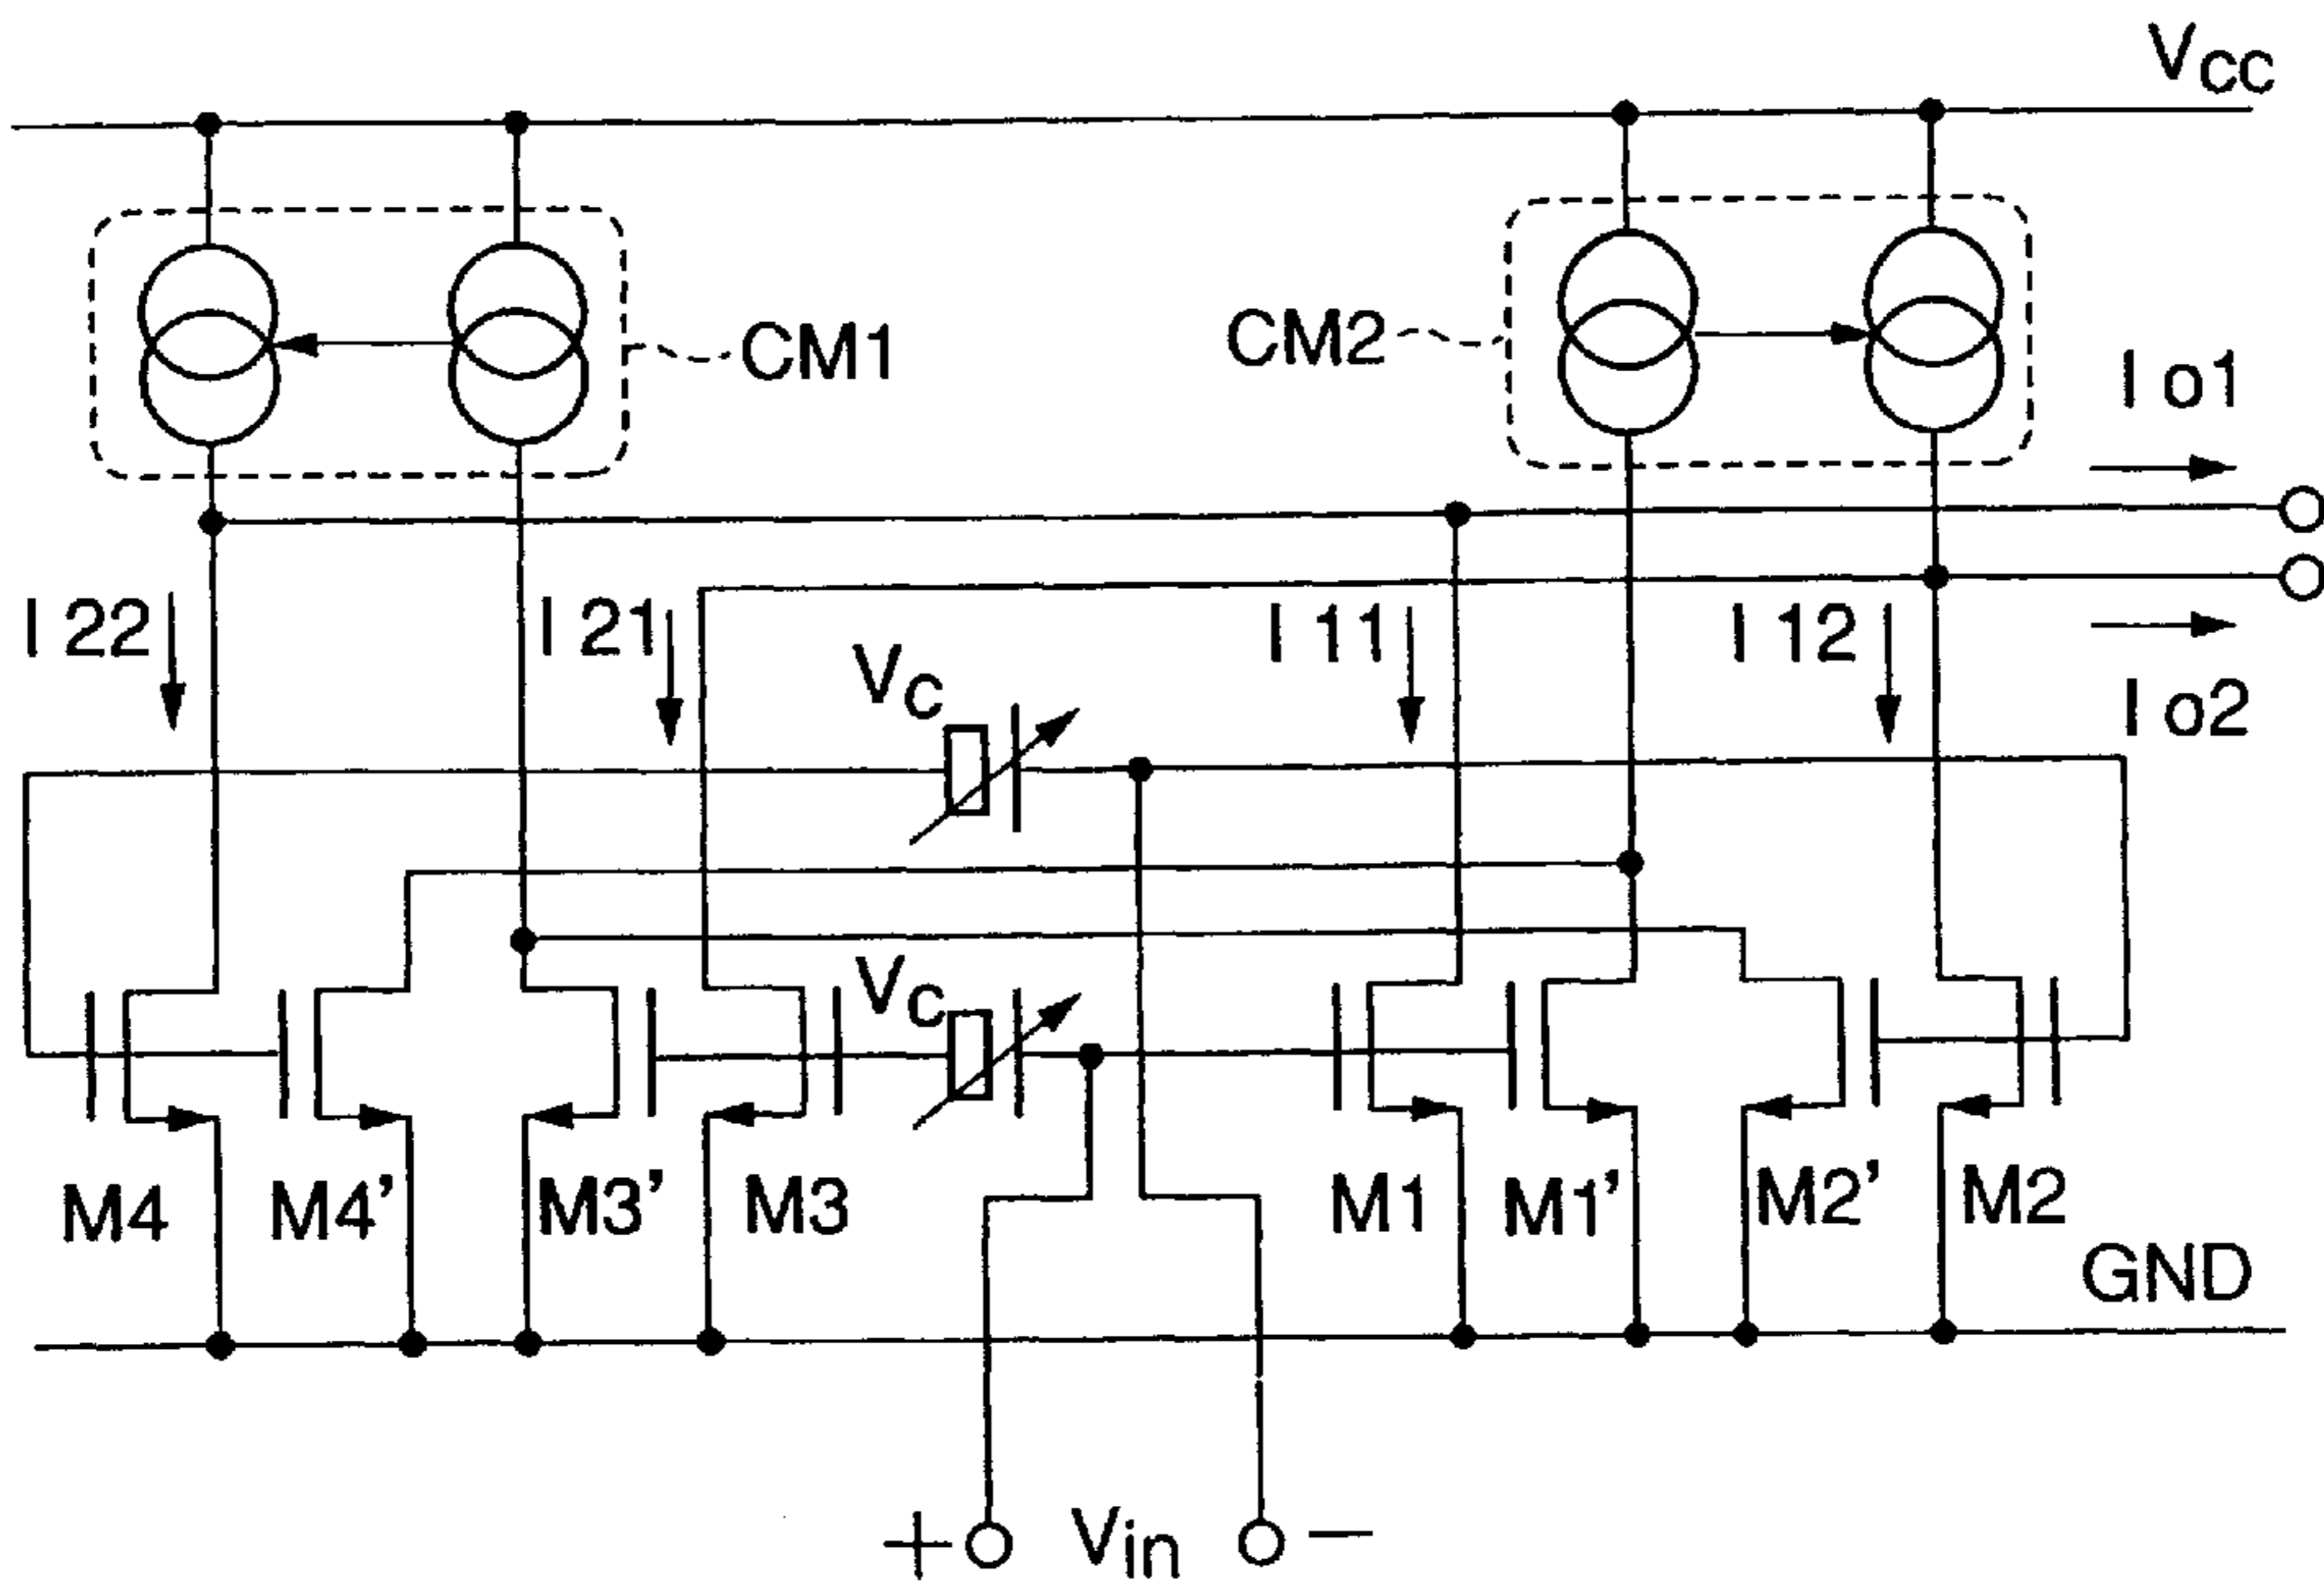 VCC
CM1
CM2
I o1
I 22
I 21
I 11
I 12
VC
I o2
VC
M4
M4'
M3'
M3
M1
M1'
M2'
M2
GND
+
Vin
−